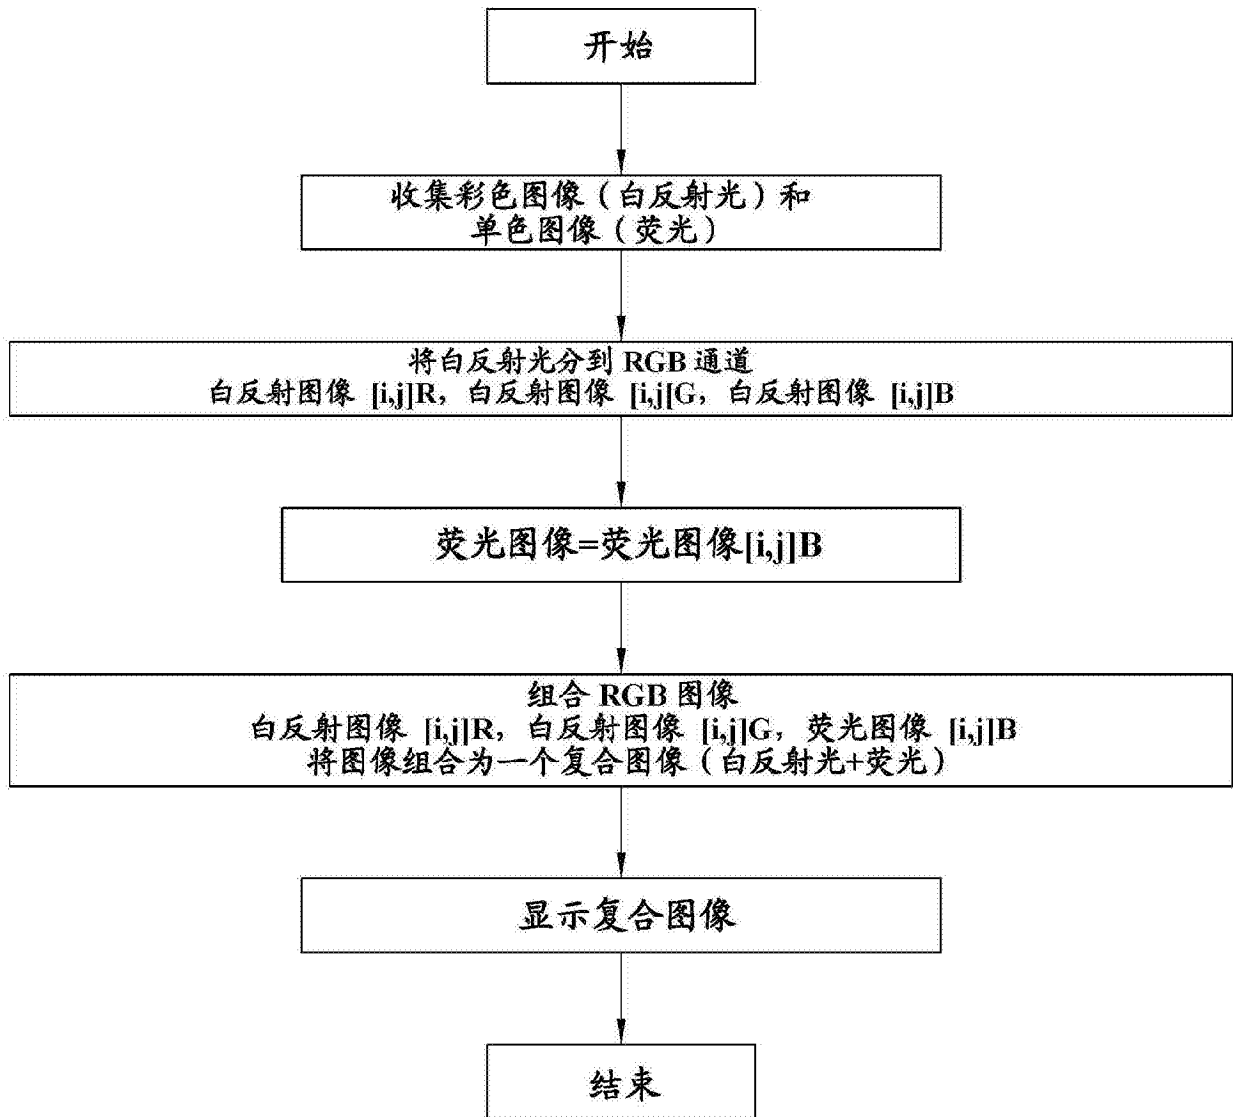 开始
收集彩色图像（白反射光）和
单色图像（荧光）
将白反射光分到 RGB 通道
白反射图像 [i,j]R，白反射图像 [i,j[G，白反射图像 [i,j]B
荧光图像=荧光图像[i,j]B
组合 RGB 图像
白反射图像 [i,j]R，白反射图像 [i,j]G，荧光图像 [i,j]B
将图像组合为一个复合图像（白反射光+荧光）
显示复合图像
结束